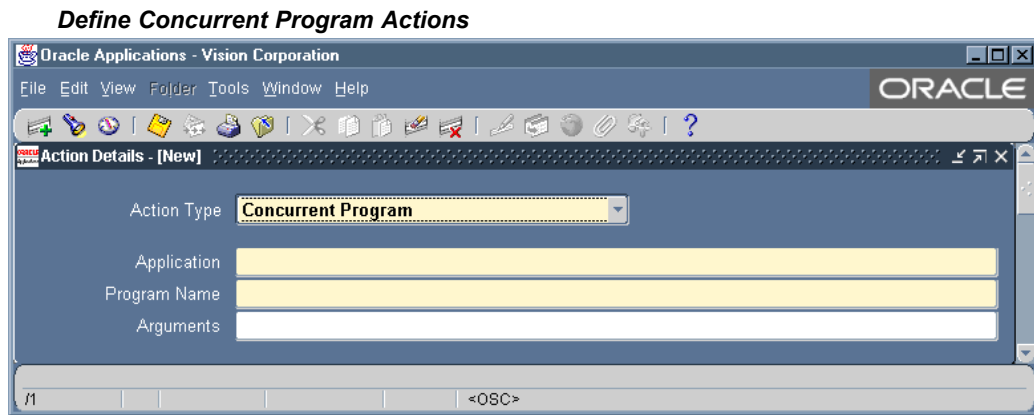 Define Concurrent Program Actions
Oracle Applications - Vision Corporation
File Edit View Folder Tools Window Help
ORACLE
?
Action Details - [New]
Action Type Concurrent Program
Application
Program Name
Arguments
/1 <OSC>